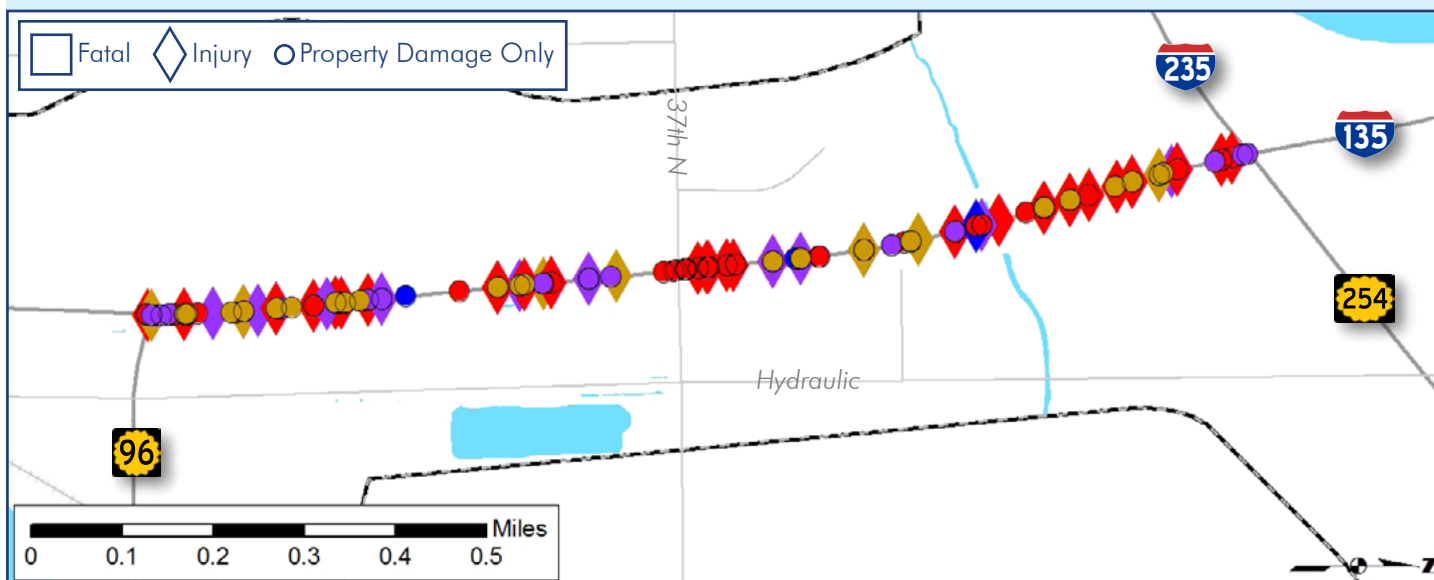 Fatal Injury Property Damage Only
235
135
37th N
254
Hydraulic
96
Miles
0 0.1 0.2 0.3 0.4 0.5
Z